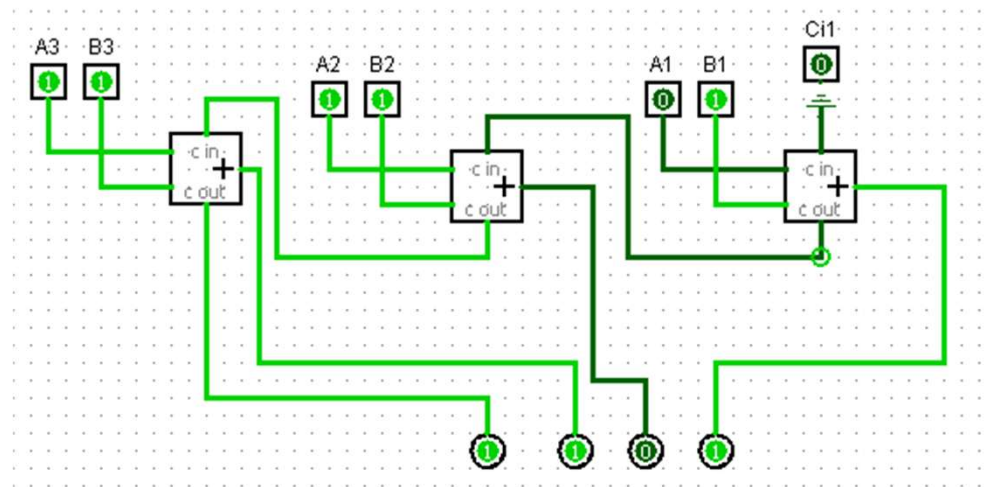 Ci1
A3 B3
A2 B2
A1 B1
0
1 1
1 1
0 1
c in
+
c out
c in
+
c out
c in
+
c out
1 1 0 1